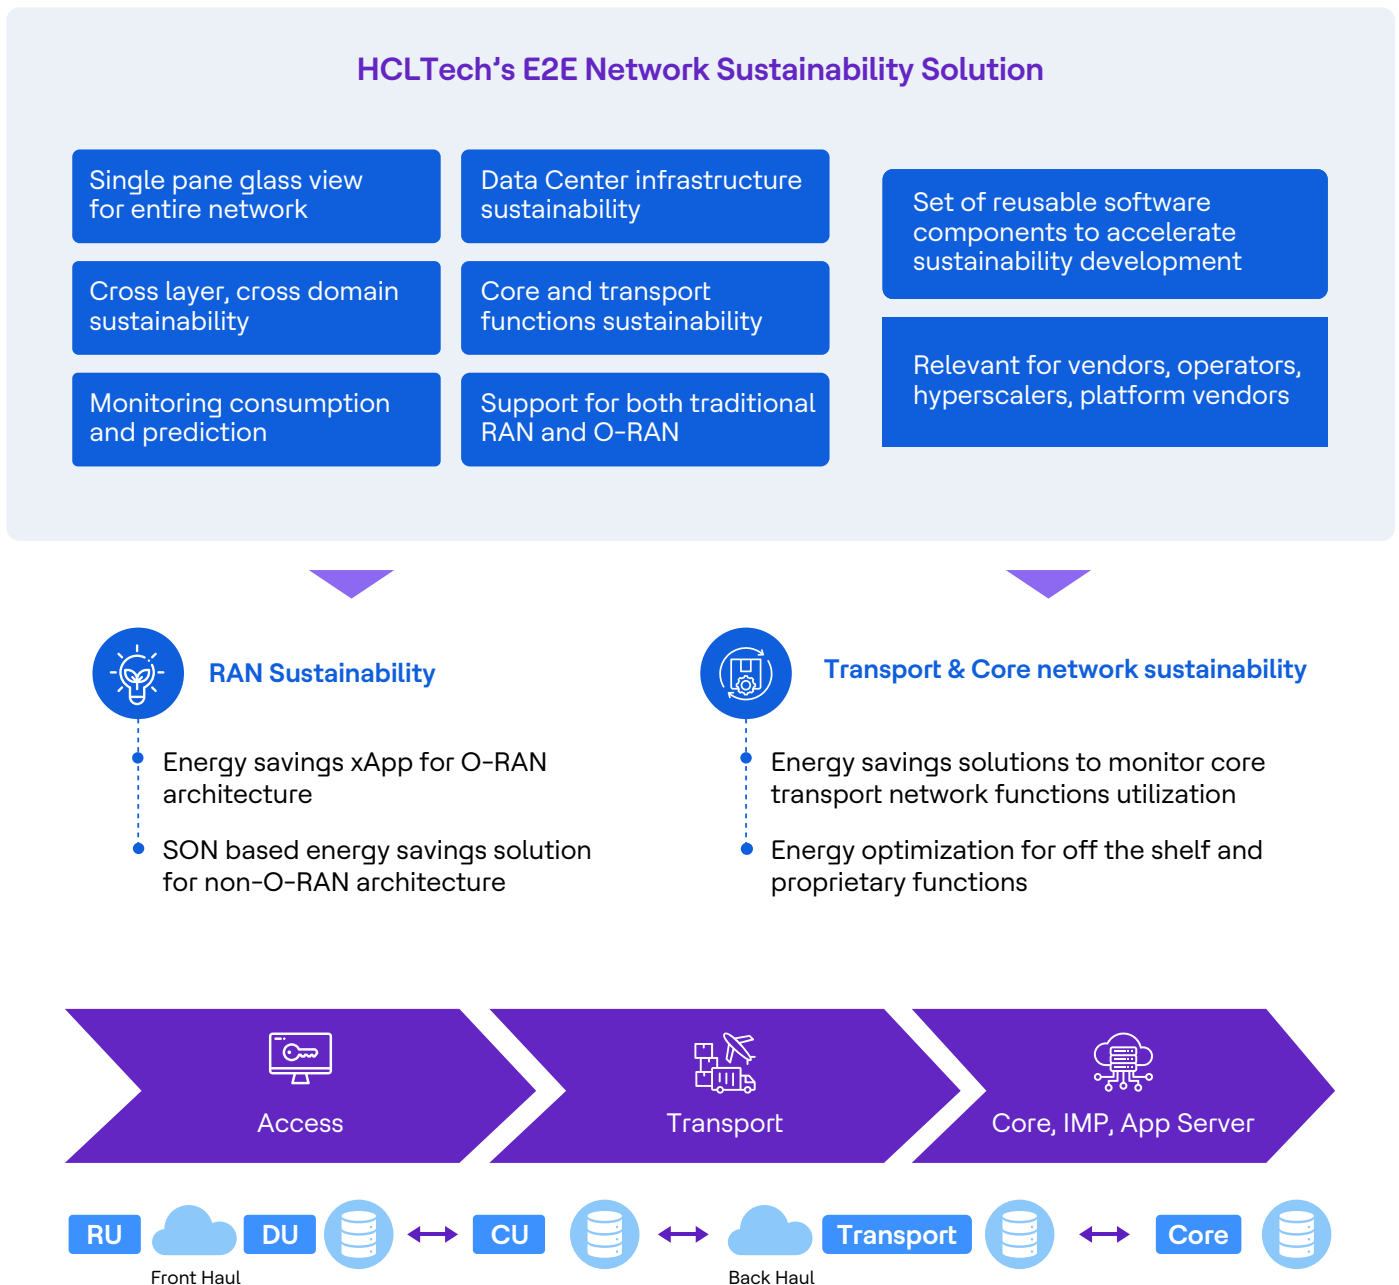 HCLTech's E2E Network Sustainability Solution
Single pane glass view
for entire network
Data Center infrastructure
sustainability
Set of reusable software
components to accelerate
sustainability development
Cross layer, cross domain
sustainability
Core and transport
functions sustainability
Relevant for vendors, operators,
hyperscalers, platform vendors
Monitoring consumption
and prediction
Support for both traditional
RAN and O-RAN
RAN Sustainability
Energy savings xApp for O-RAN
architecture
SON based energy savings solution
for non-O-RAN architecture
Transport & Core network sustainability
Energy savings solutions to monitor core
transport network functions utilization
Energy optimization for off the shelf and
proprietary functions
Access
Transport
Core, IMP, App Server
RU
DU
CU
Transport
Core
Front Haul
Back Haul